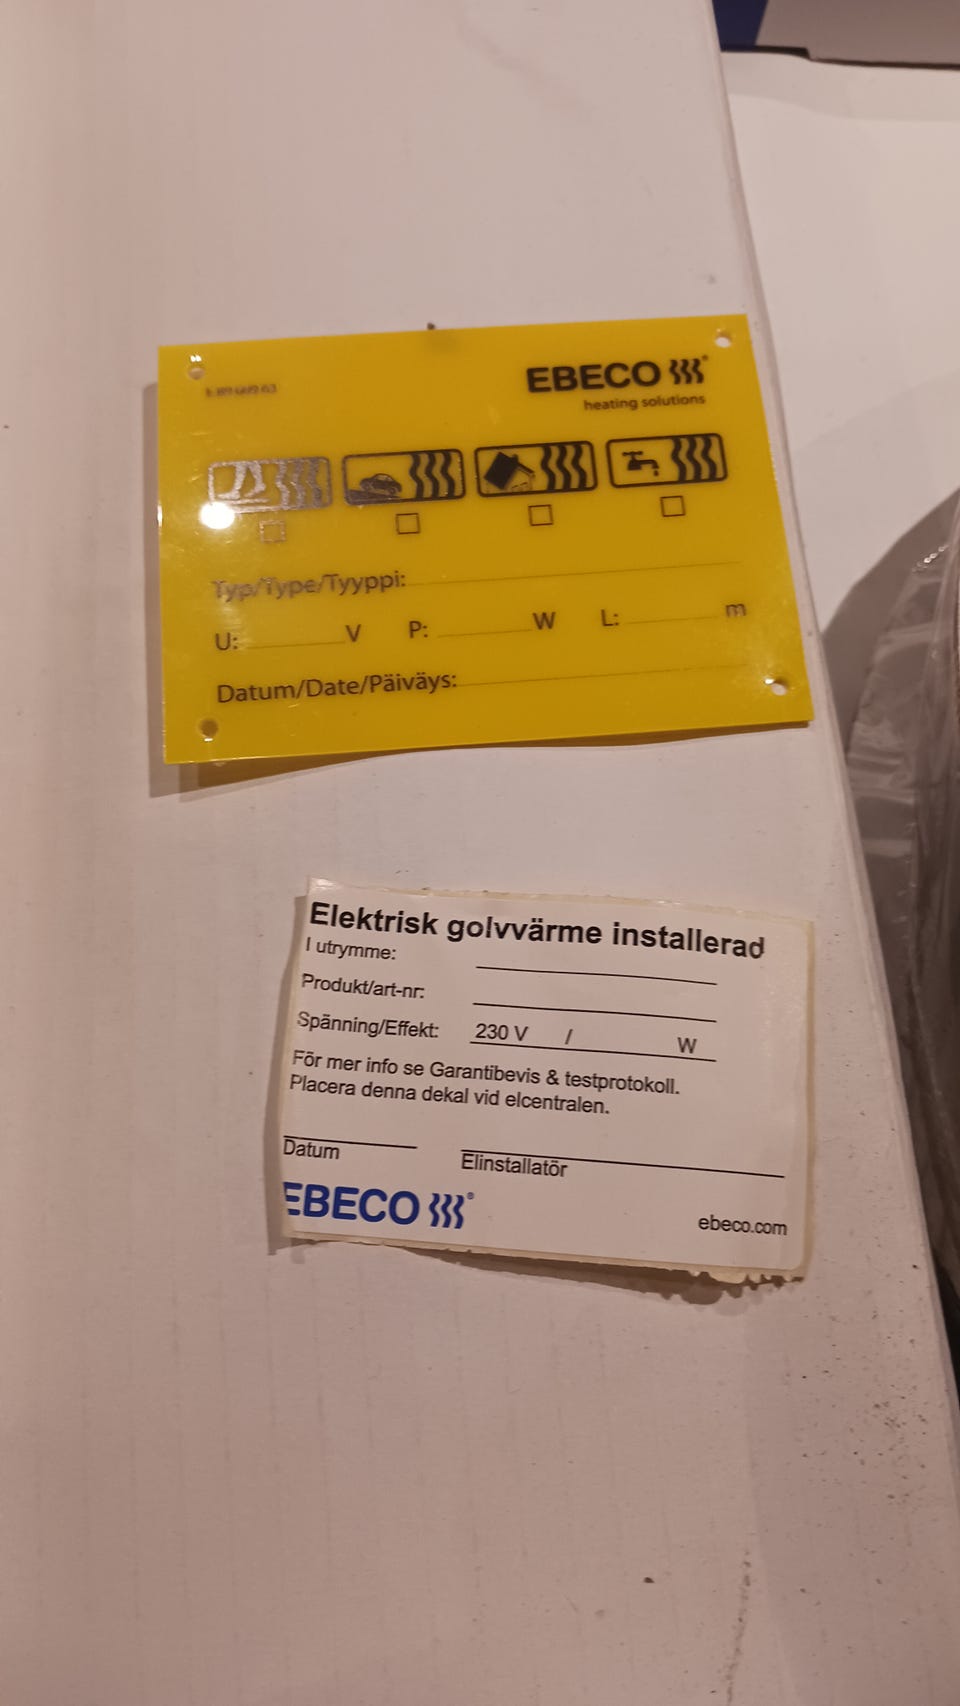 EBECO
heating solutions
Typ/Type/Tyyppi:
U: V P: W L: m
Datum/Date/Päiväys:
Elektrisk golvvärme installerad
I utrymme:
Produkt/art-nr:
Spänning/Effekt: 230 V / W
För mer info se Garantibevis & testprotokoll.
Placera denna dekal vid elcentralen.
Datum Elinstallatör
EBECO ®
ebeco.com